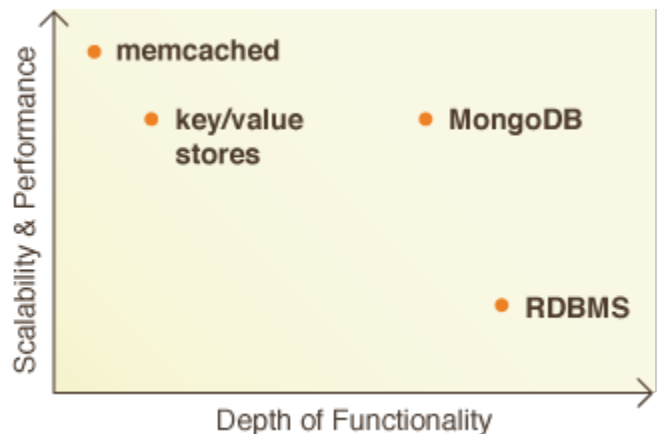 Scalability & Performance
memcached
key/value
stores
MongoDB
RDBMS
Depth of Functionality